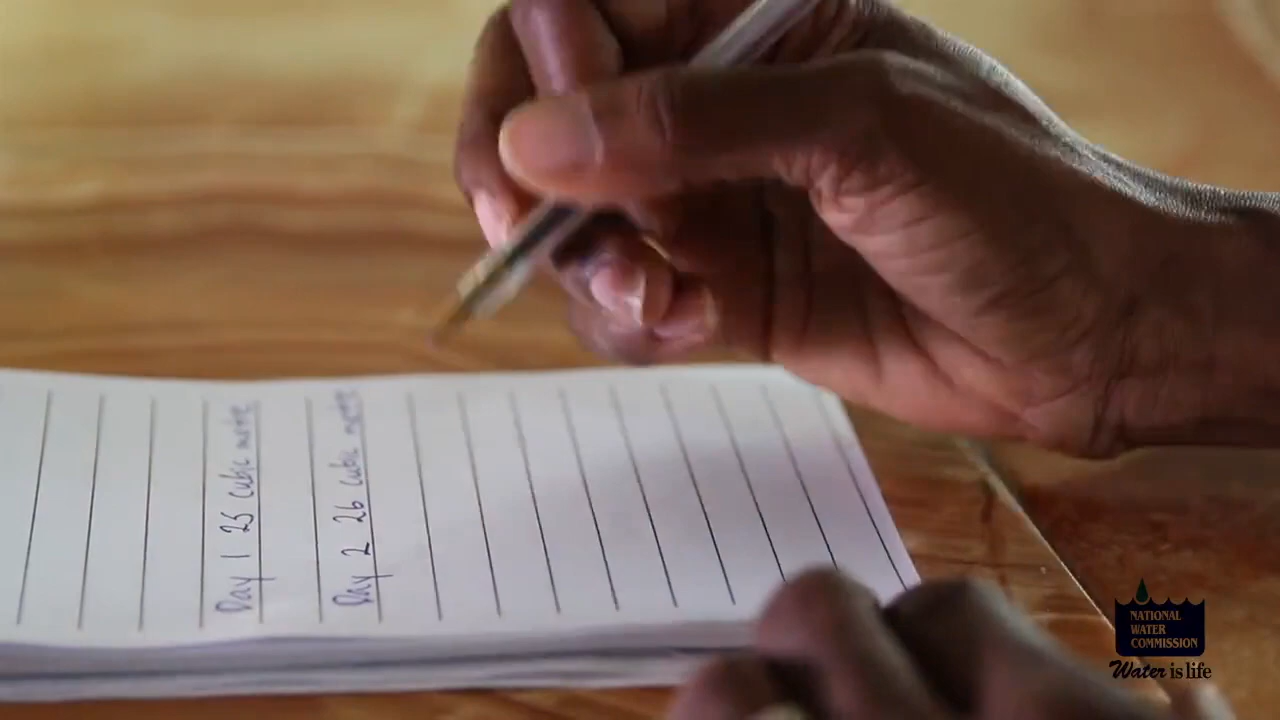 Day 1 25 cubic metre
Day 2 26 cubic metre
NATIONAL
WATER
COMMISSION
Water is life